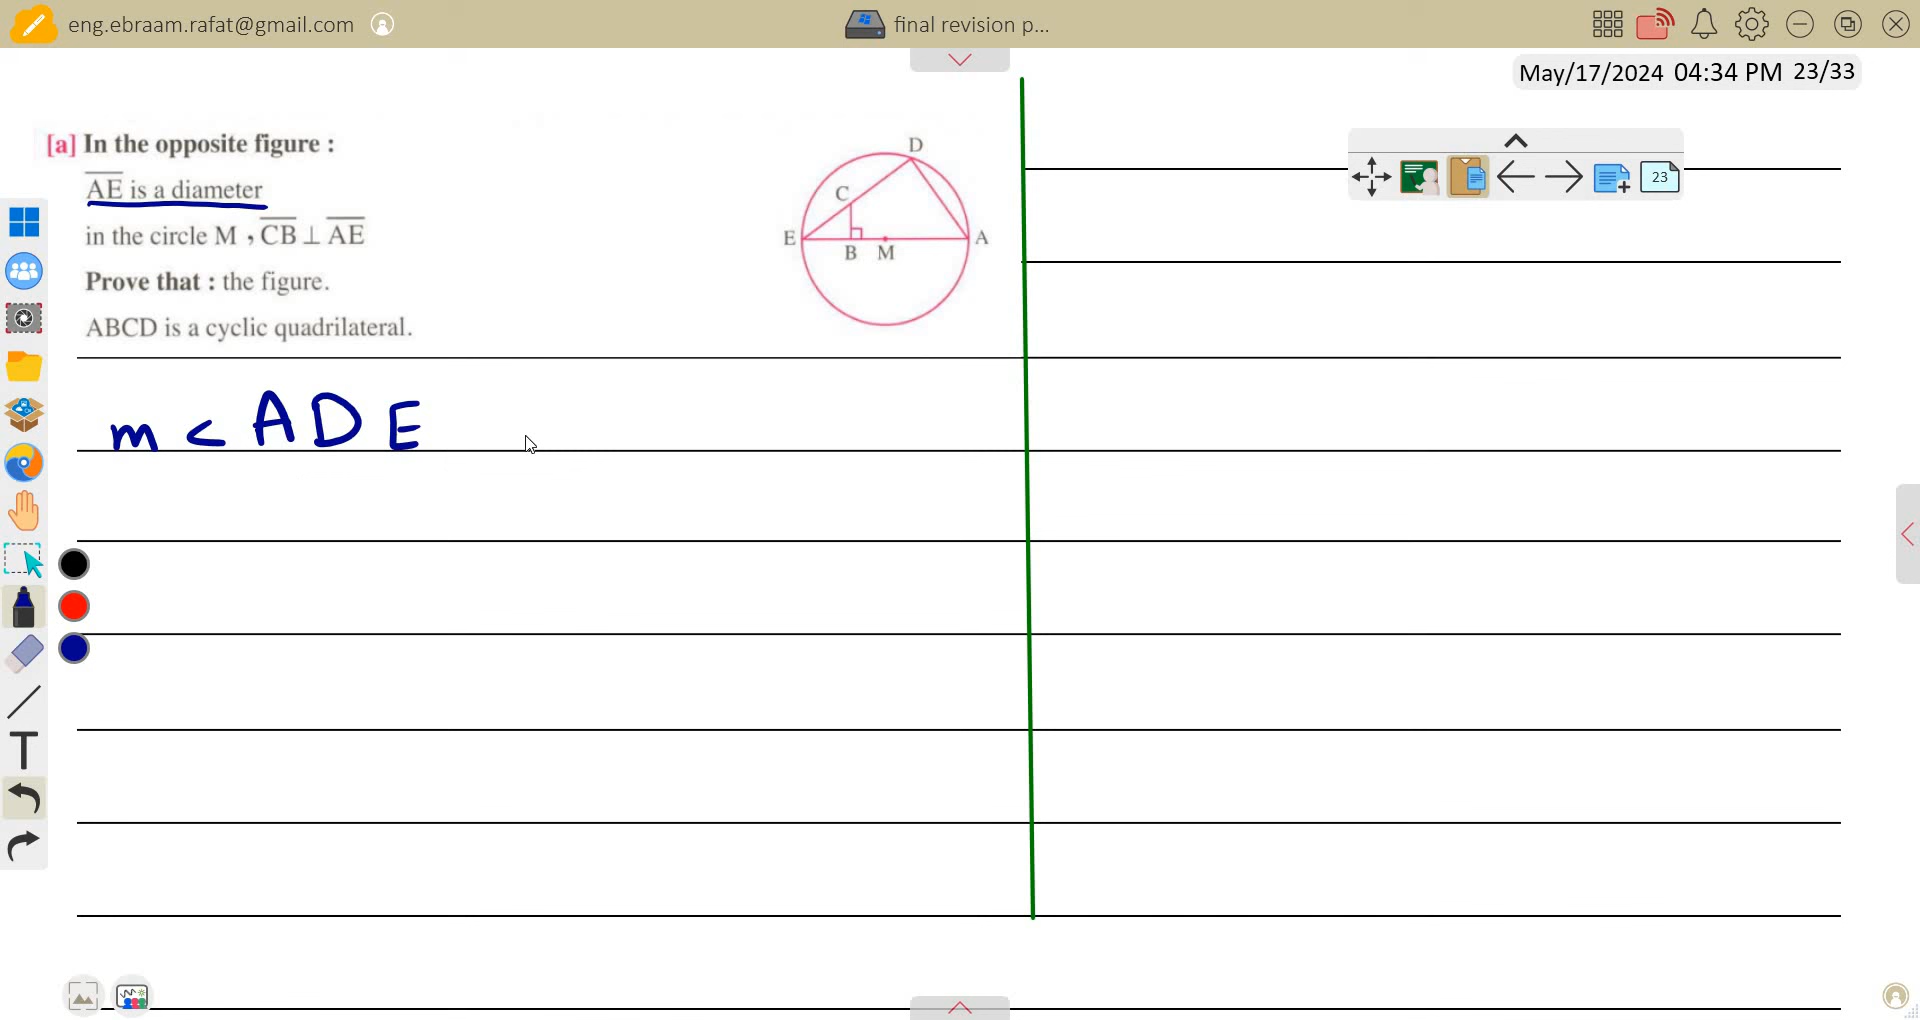 eng.ebraam.rafat@gmail.com
final revision p...
May/17/2024 04:34 PM 23/33
[a] In the opposite figure :
AE is a diameter
in the circle M , CB ⊥ AE
Prove that : the figure.
ABCD is a cyclic quadrilateral.
D
C
E
B
M
A
23
m < A D E
T